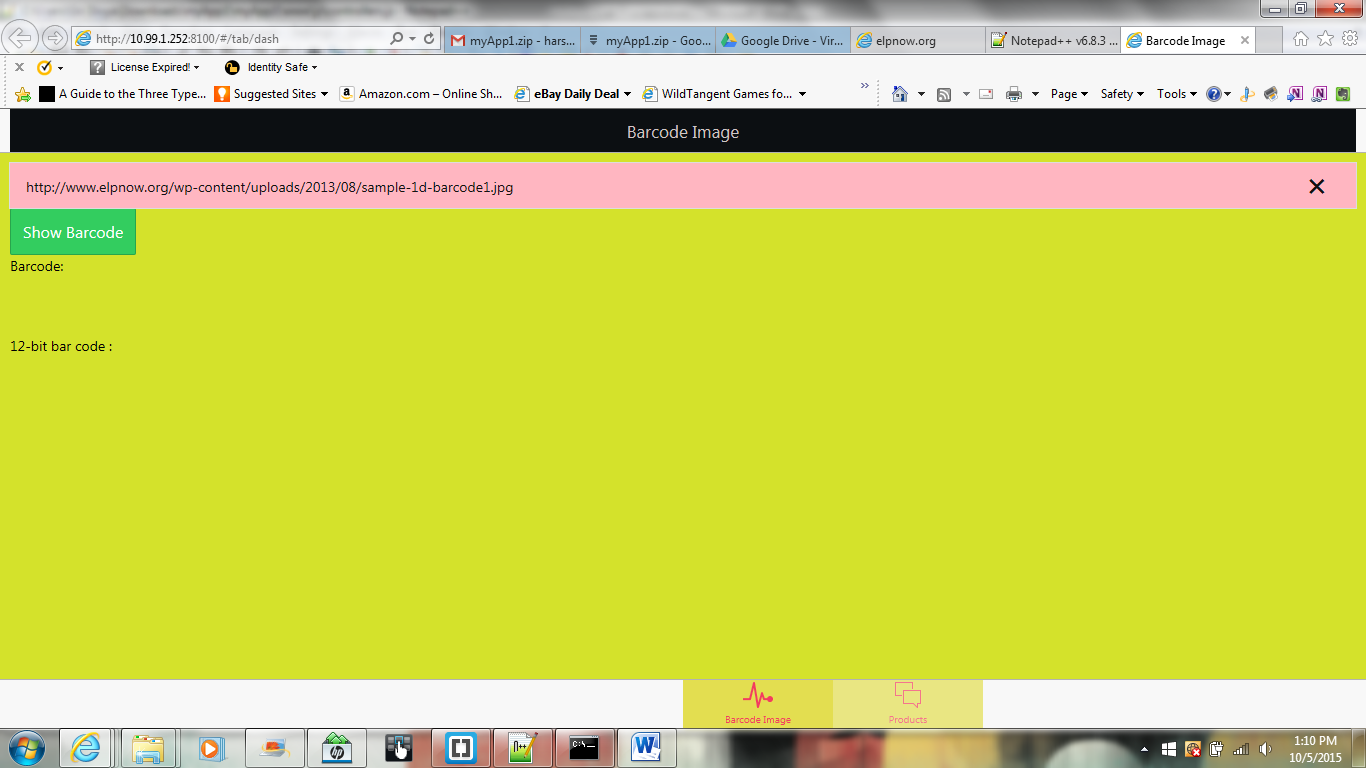 http://10.99.1.252:8100/#/tab/dash
myApp1.zip - hars...
myApp1.zip - Goo...
Google Drive - Vir...
elpnow.org
Notepad++ v6.8.3 ...
Barcode Image
License Expired!
Identity Safe
A Guide to the Three Type...
Suggested Sites
Amazon.com – Online Sh...
eBay Daily Deal
WildTangent Games fo...
Page
Safety
Tools
Barcode Image
http://www.elpnow.org/wp-content/uploads/2013/08/sample-1d-barcode1.jpg
Show Barcode
Barcode:
12-bit bar code :
Barcode Image
Products
1:10 PM
10/5/2015